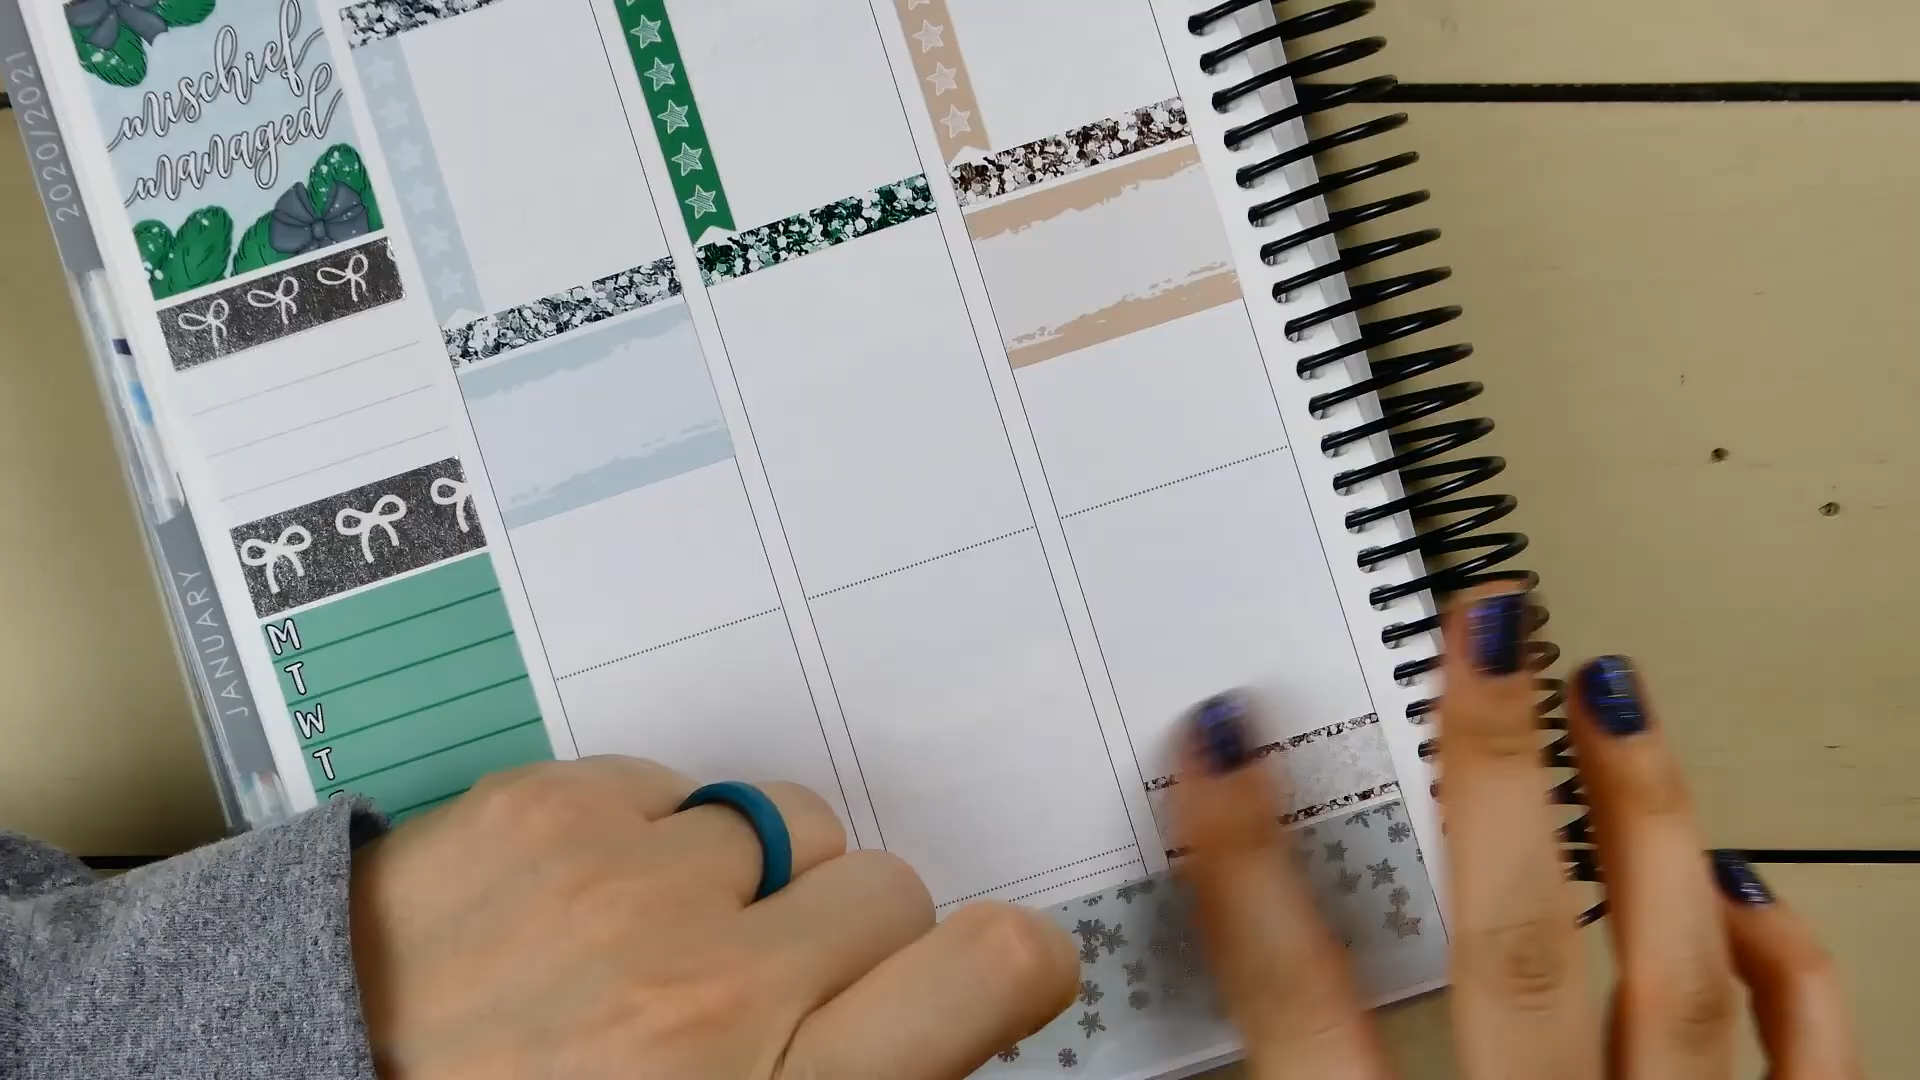 2020/2021
mischief
managed
JANUARY
M
T
W
T